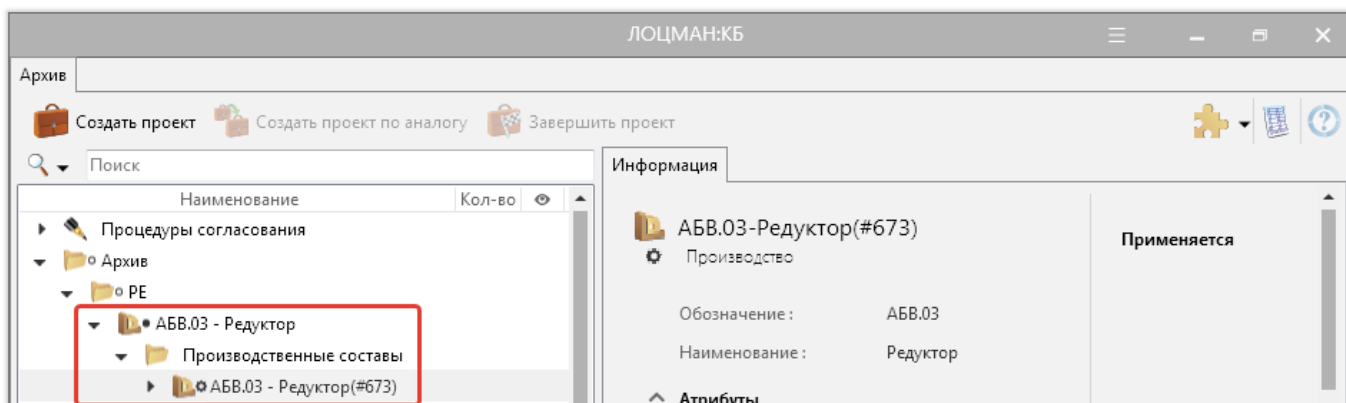 ЛОЦМАН:КБ
Архив
Создать проект Создать проект по аналогу Завершить проект
Поиск
Наименование Кол-во
Процедуры согласования
Архив
PE
АБВ.03 - Редуктор
Производственные составы
АБВ.03 - Редуктор(#673)
Информация
АБВ.03-Редуктор(#673)
Производство
Обозначение : АБВ.03
Наименование : Редуктор
Атрибуты
Применяется